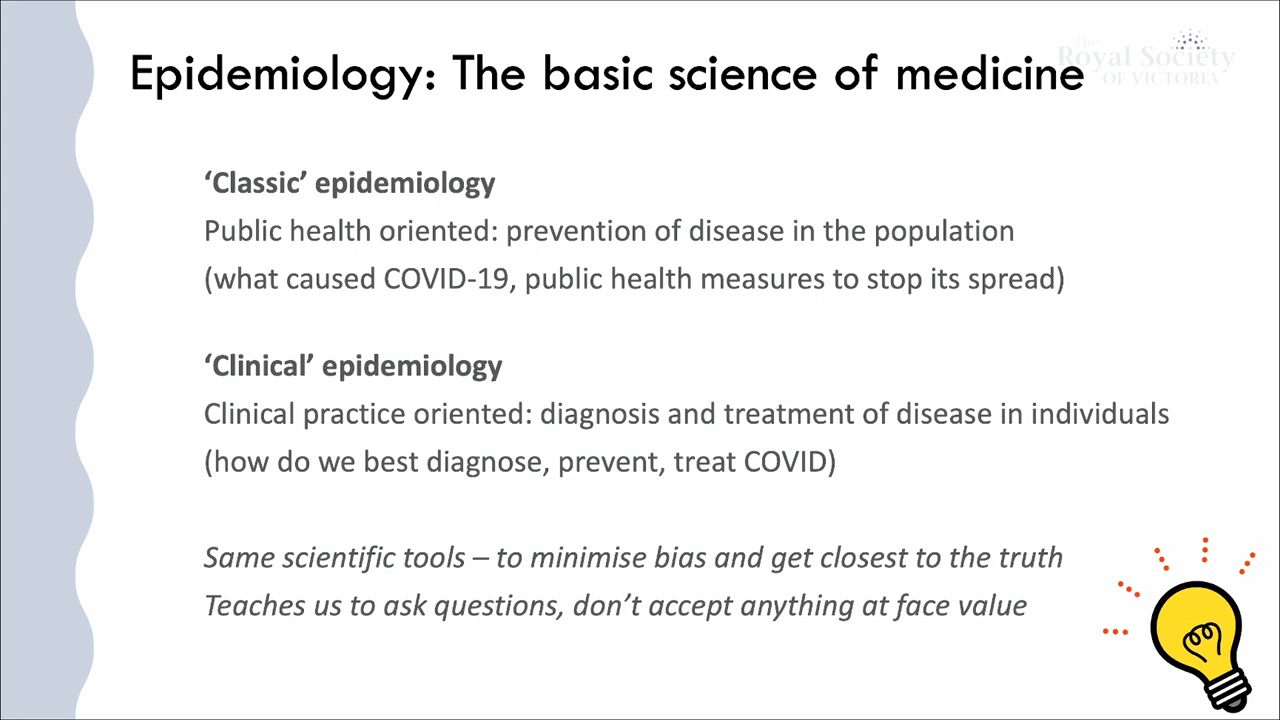 Epidemiology: The basic science of medicine
The
Royal Society
OF VICTORIA
‘Classic’ epidemiology
Public health oriented: prevention of disease in the population
(what caused COVID-19, public health measures to stop its spread)
‘Clinical’ epidemiology
Clinical practice oriented: diagnosis and treatment of disease in individuals
(how do we best diagnose, prevent, treat COVID)
Same scientific tools – to minimise bias and get closest to the truth
Teaches us to ask questions, don’t accept anything at face value